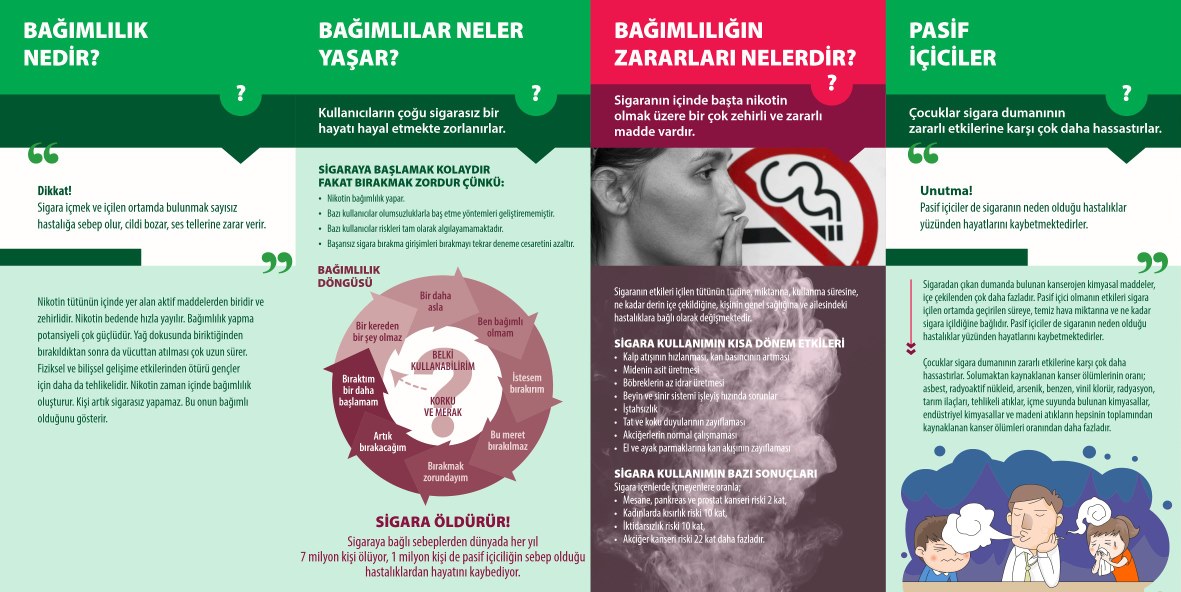 BAĞIMLILIK
NEDİR?
?
Dikkat!
Sigara içmek ve içilen ortamda bulunmak sayısız
hastalığa sebep olur, cildi bozar, ses tellerine zarar verir.
Nikotin tütünün içinde yer alan aktif maddelerden biridir ve
zehirlidir. Nikotin bedende hızla yayılır. Bağımlılık yapma
potansiyeli çok güçlüdür. Yağ dokusunda biriktiğinden
bırakıldıktan sonra da vücuttan atılması çok uzun sürer.
Fiziksel ve bilişsel gelişime etkilerinden ötürü gençler
için daha da tehlikelidir. Nikotin zaman içinde bağımlılık
oluşturur. Kişi artık sigarasız yapamaz. Bu onun bağımlı
olduğunu gösterir.
BAĞIMLILAR NELER
YAŞAR?
?
Kullanıcıların çoğu sigarasız bir
hayatı hayal etmekte zorlanırlar.
SİGARAYA BAŞLAMAK KOLAYDIR
FAKAT BIRAKMAK ZORDUR ÇÜNKÜ:
• Nikotin bağımlılık yapar.
• Bazı kullanıcılar olumsuzluklarla baş etme yöntemleri geliştirememiştir.
• Bazı kullanıcılar riskleri tam olarak algılayamamaktadır.
• Başarısız sigara bırakma girişimleri bırakmayı tekrar deneme cesaretini azaltır.
BAĞIMLILIK
DÖNGÜSÜ
Bir daha
asla
Ben bağımlı
olmam
İstesem
bırakırım
Bu meret
bırakılmaz
Bırakmak
zorundayım
Artık
bırakacağım
Bıraktım
bir daha
başlamam
Bir kereden
bir şey olmaz
BELKİ
KULLANABİLİRİM
?
KORKU
VE MERAK
SİGARA ÖLDÜRÜR!
Sigaraya bağlı sebeplerden dünyada her yıl
7 milyon kişi ölüyor, 1 milyon kişi de pasif içiciliğin sebep olduğu
hastalıklardan hayatını kaybediyor.
BAĞIMLILIĞIN
ZARARLARI NELERDİR?
?
Sigaranın içinde başta nikotin
olmak üzere bir çok zehirli ve zararlı
madde vardır.
Sigaranın etkileri içilen tütünün türüne, miktarına, kullanma süresine,
ne kadar derin içe çekildiğine, kişinin genel sağlığına ve ailesindeki
hastalıklara bağlı olarak değişmektedir.
SİGARA KULLANIMIN KISA DÖNEM ETKİLERİ
• Kalp atışının hızlanması, kan basıncının artması
• Midenin asit üretmesi
• Böbreklerin az idrar üretmesi
• Beyin ve sinir sistemi işleyiş hızında sorunlar
• İştahsızlık
• Tat ve koku duyularının zayıflaması
• Akciğerlerin normal çalışmaması
• El ve ayak parmaklarına kan akışının zayıflaması
SİGARA KULLANIMIN BAZI SONUÇLARI
Sigara içenlerde içmeyenlere oranla;
• Mesane, pankreas ve prostat kanseri riski 2 kat,
• Kadınlarda kısırlık riski 10 kat,
• İktidarsızlık riski 10 kat,
• Akciğer kanseri riski 22 kat daha fazladır.
PASİF
İÇİCİLER
?
Çocuklar sigara dumanının
zararlı etkilerine karşı çok daha hassastırlar.
Unutma!
Pasif içiciler de sigaranın neden olduğu hastalıklar
yüzünden hayatlarını kaybetmektedirler.
Sigaradan çıkan dumanda bulunan kanserojen kimyasal maddeler,
içe çekilenden çok daha fazladır. Pasif içici olmanın etkileri sigara
içilen ortamda geçirilen süreye, temiz hava miktarına ve ne kadar
sigara içildiğine bağlıdır. Pasif içiciler de sigaranın neden olduğu
hastalıklar yüzünden hayatlarını kaybetmektedirler.
Çocuklar sigara dumanının zararlı etkilerine karşı çok daha
hassastırlar. Solumaktan kaynaklanan kanser ölümlerinin oranı;
asbest, radyoaktif nükleid, arsenik, benzen, vinil klorür, radyasyon,
tarım ilaçları, tehlikeli atıklar, içme suyunda bulunan kimyasallar,
endüstriyel kimyasallar ve madeni atıkların hepsinin toplamından
kaynaklanan kanser ölümleri oranından daha fazladır.